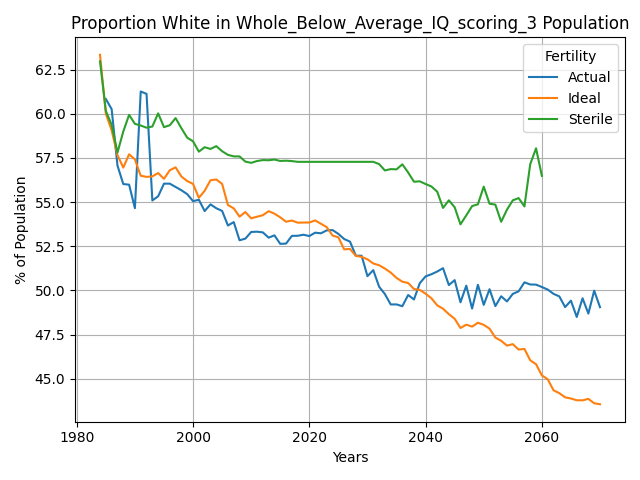 Proportion White in Whole_Below_Average_IQ_scoring_3 Population
Fertility
Actual
Ideal
Sterile
% of Population
62.5
60.0
57.5
55.0
52.5
50.0
47.5
45.0
1980
2000
2020
2040
2060
Years